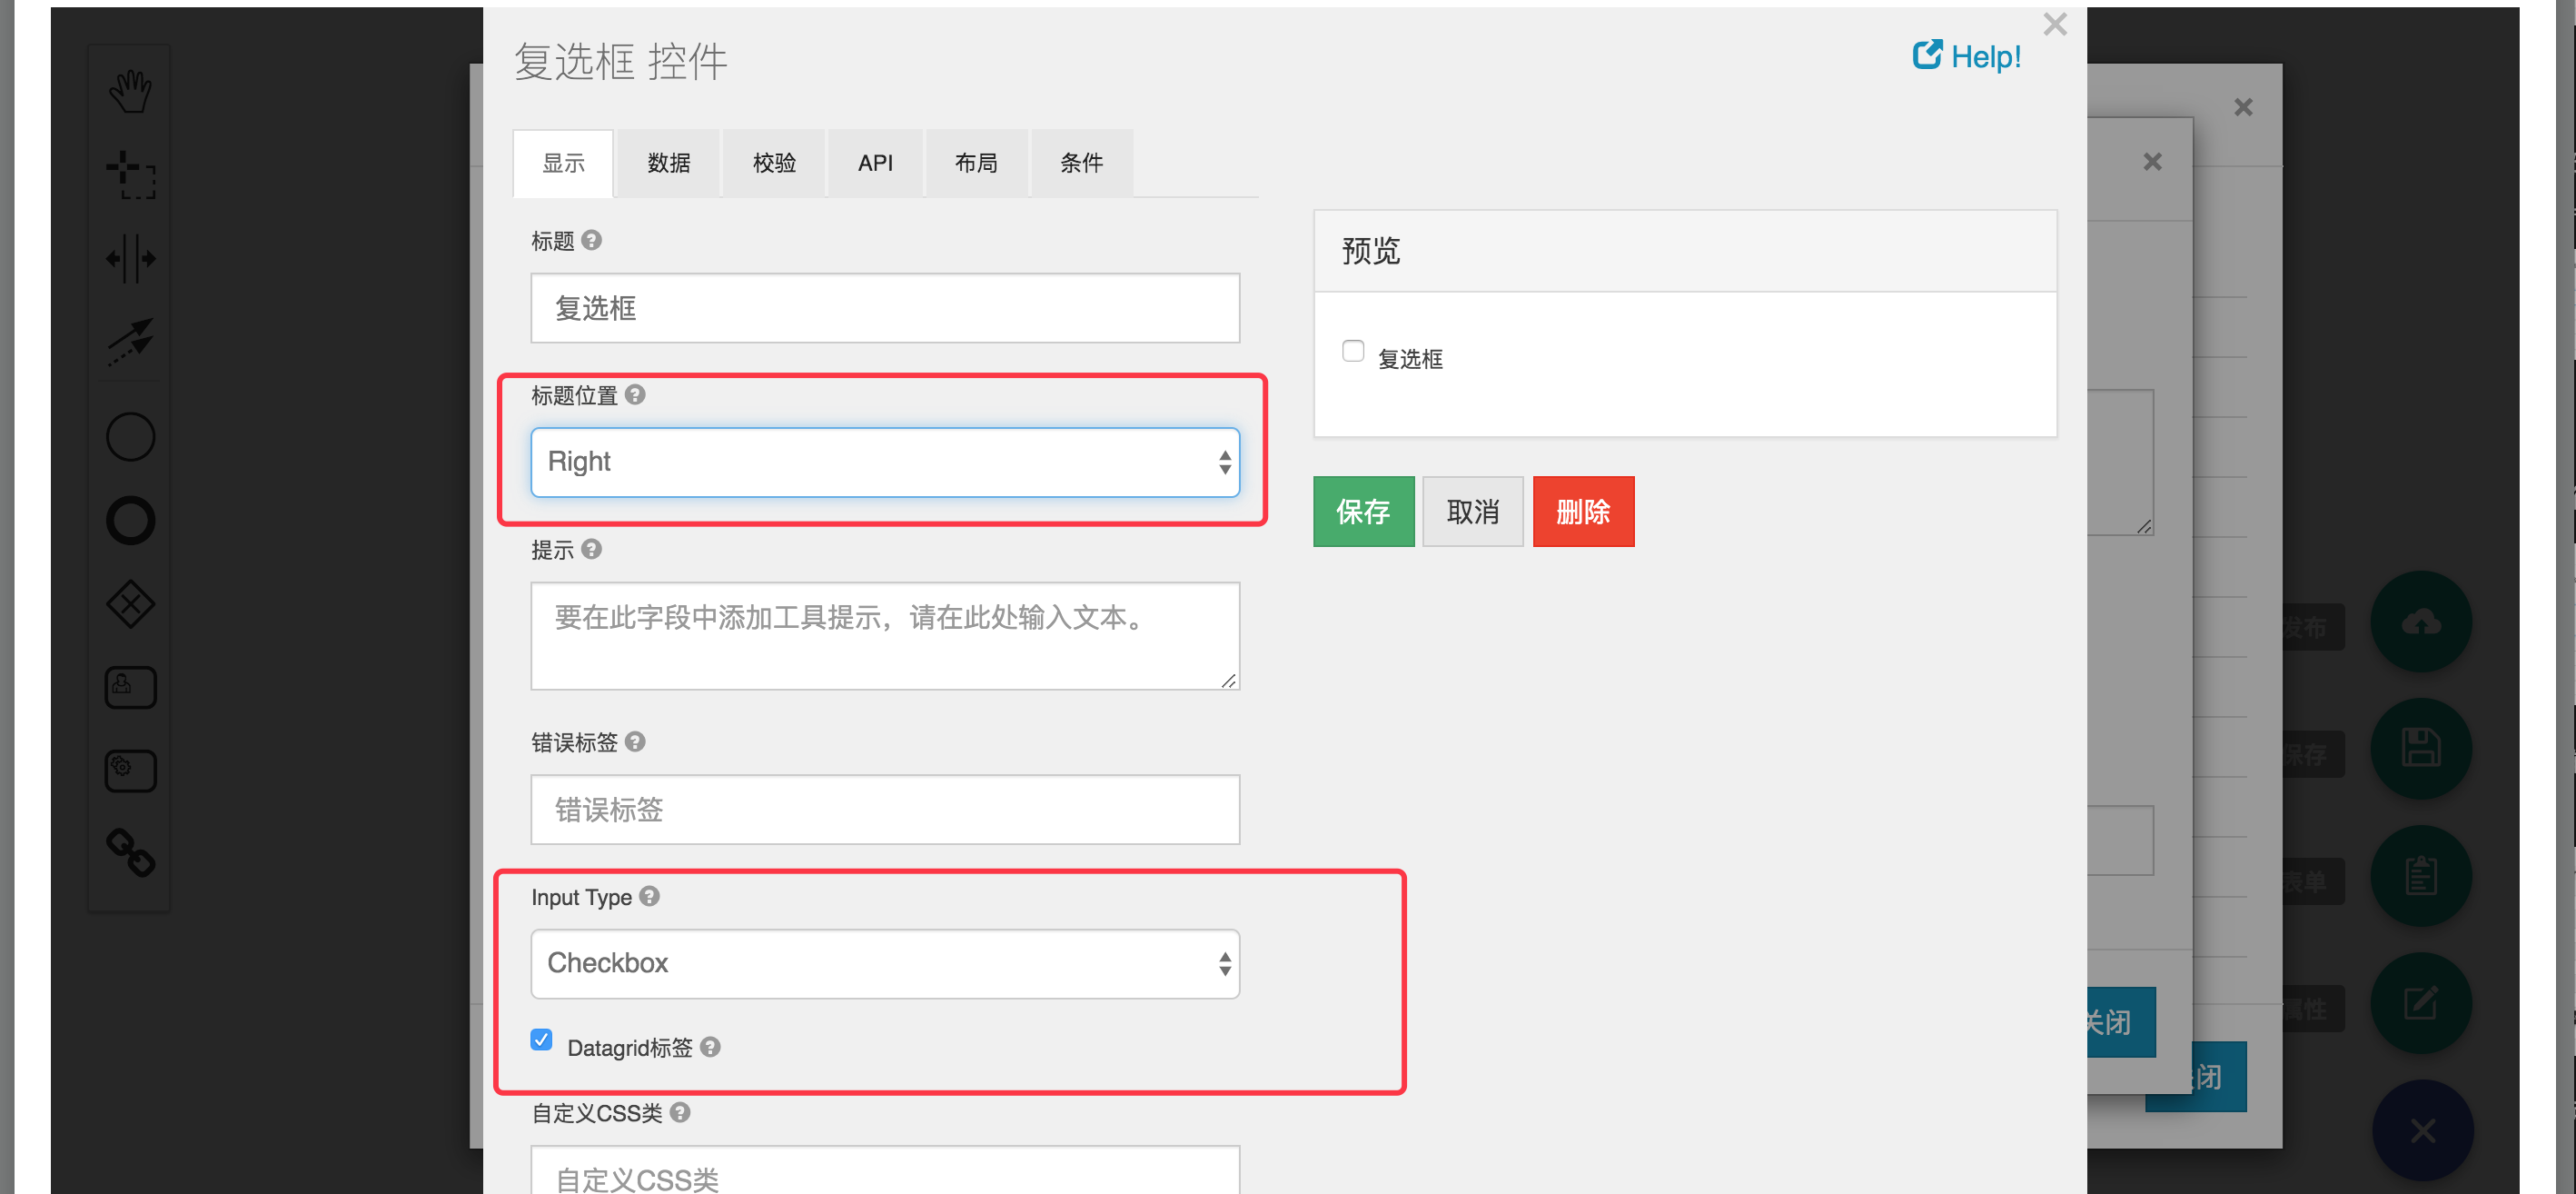 复选框 控件
Help!
显示
数据
校验
API
布局
条件
标题
复选框
标题位置
Right
提示
要在此字段中添加工具提示，请在此处输入文本。
错误标签
错误标签
Input Type
Checkbox
Datagrid标签
自定义CSS类
自定义CSS类
预览
复选框
保存
取消
删除
发布
保存
表单
属性
关闭
闭